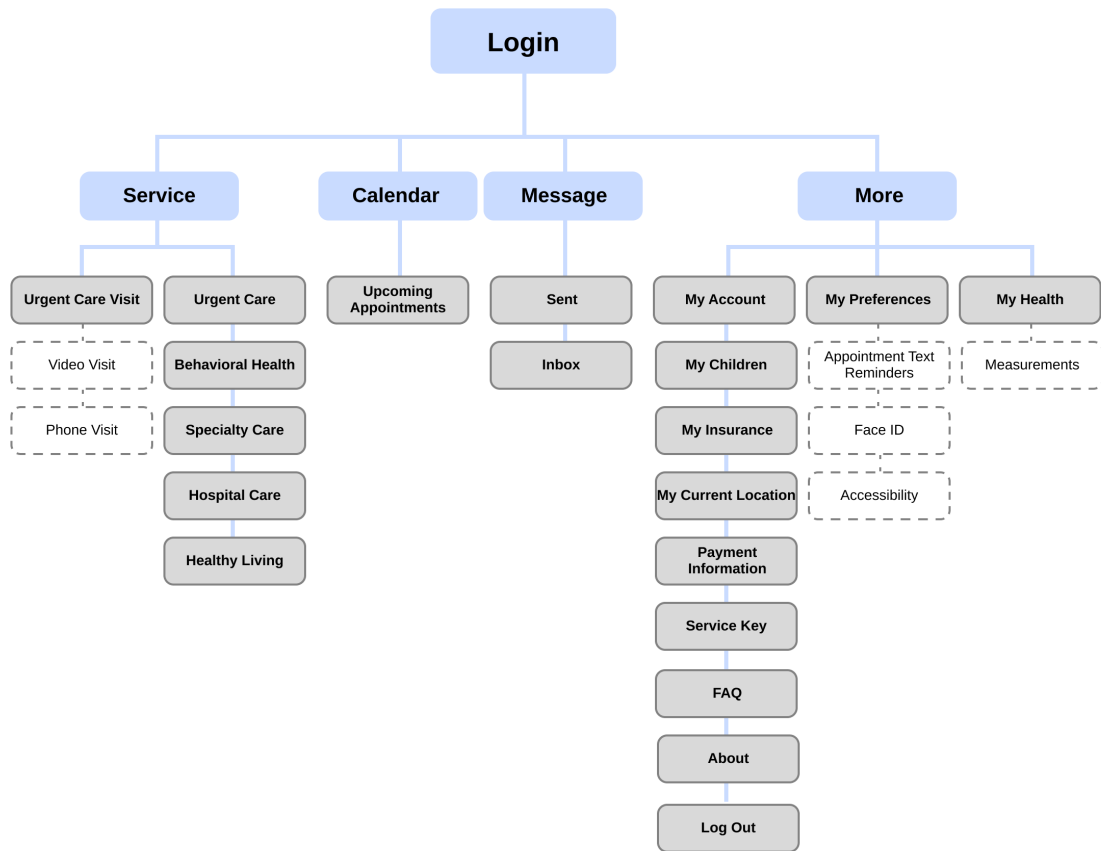 Login
Service
Calendar
Message
More
Urgent Care Visit
Urgent Care
Upcoming
Appointments
Sent
My Account
My Preferences
My Health
Video Visit
Behavioral Health
Inbox
My Children
Appointment Text
Reminders
Measurements
Phone Visit
Specialty Care
My Insurance
Face ID
Hospital Care
My Current Location
Accessibility
Healthy Living
Payment
Information
Service Key
FAQ
About
Log Out